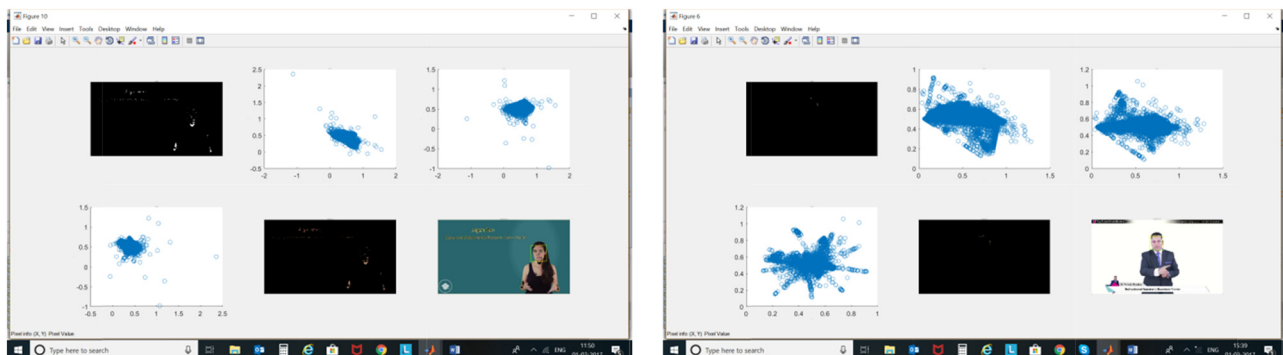 Figure 10
File Edit View Insert Tools Desktop Window Help
2.5
2
1.5
1
0.5
0
-0.5
-2 -1 0 1 2
1.5
1
0.5
0
-0.5
-1
-2 -1 0 1 2
1.5
1
0.5
0
-0.5
-1
-0.5 0 0.5 1 1.5 2 2.5
Pixel info: (X, Y) Pixel Value
Type here to search
ENG
11:50
Figure 6
File Edit View Insert Tools Desktop Window Help
1
0.8
0.6
0.4
0.2
0
0 0.5 1 1.5
1.2
1
0.8
0.6
0.4
0.2
0
0 0.5 1 1.5
1.2
1
0.8
0.6
0.4
0.2
0
0 0.2 0.4 0.6 0.8 1
Pixel info: (X, Y) Pixel Value
Type here to search
ENG
15:39